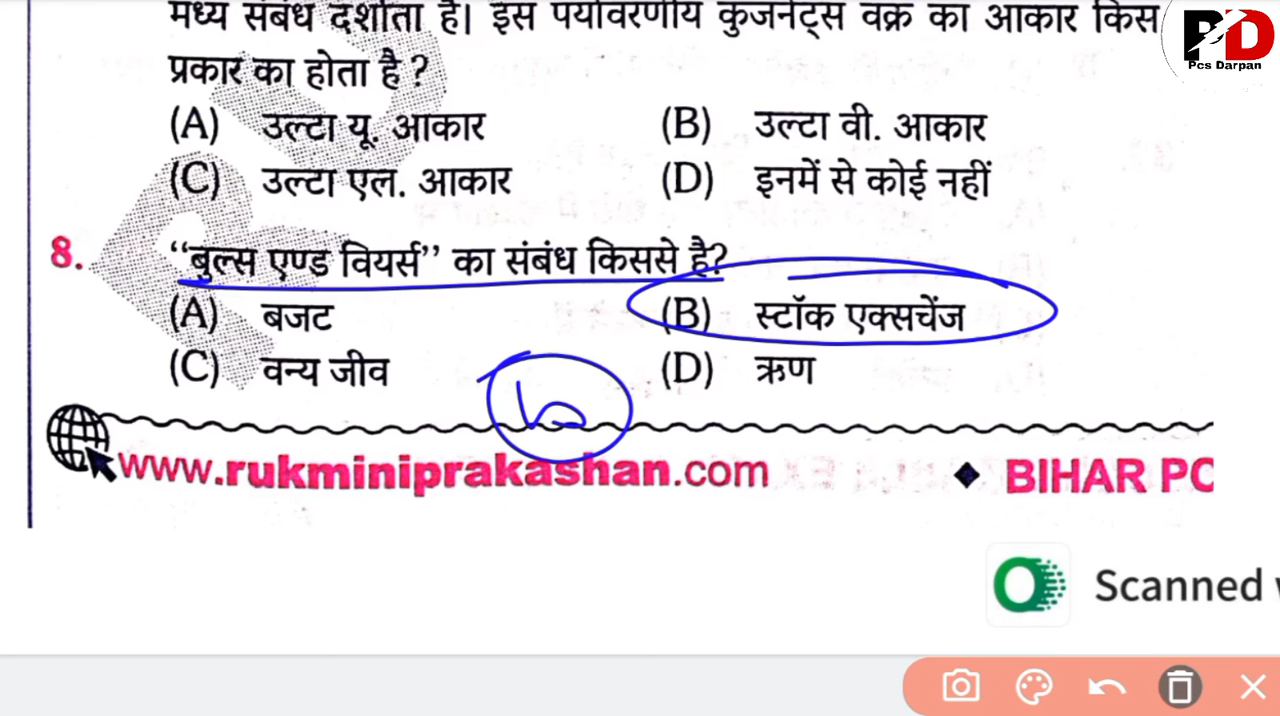 मध्य संबंध दर्शाता है। इस पर्यावरणीय कुजनेट्स वक्र का आकार किस
प्रकार का होता है ?
(A) उल्टा यू. आकार (B) उल्टा वी. आकार
(C) उल्टा एल. आकार (D) इनमें से कोई नहीं
8. “बुल्स एण्ड वियर्स” का संबंध किससे है?
(A) बजट (B) स्टॉक एक्सचेंज
(C) वन्य जीव (D) ऋण
b
www.rukminiprakashan.com ◆ BIHAR PC
Scanned
PD
Pcs Darpan